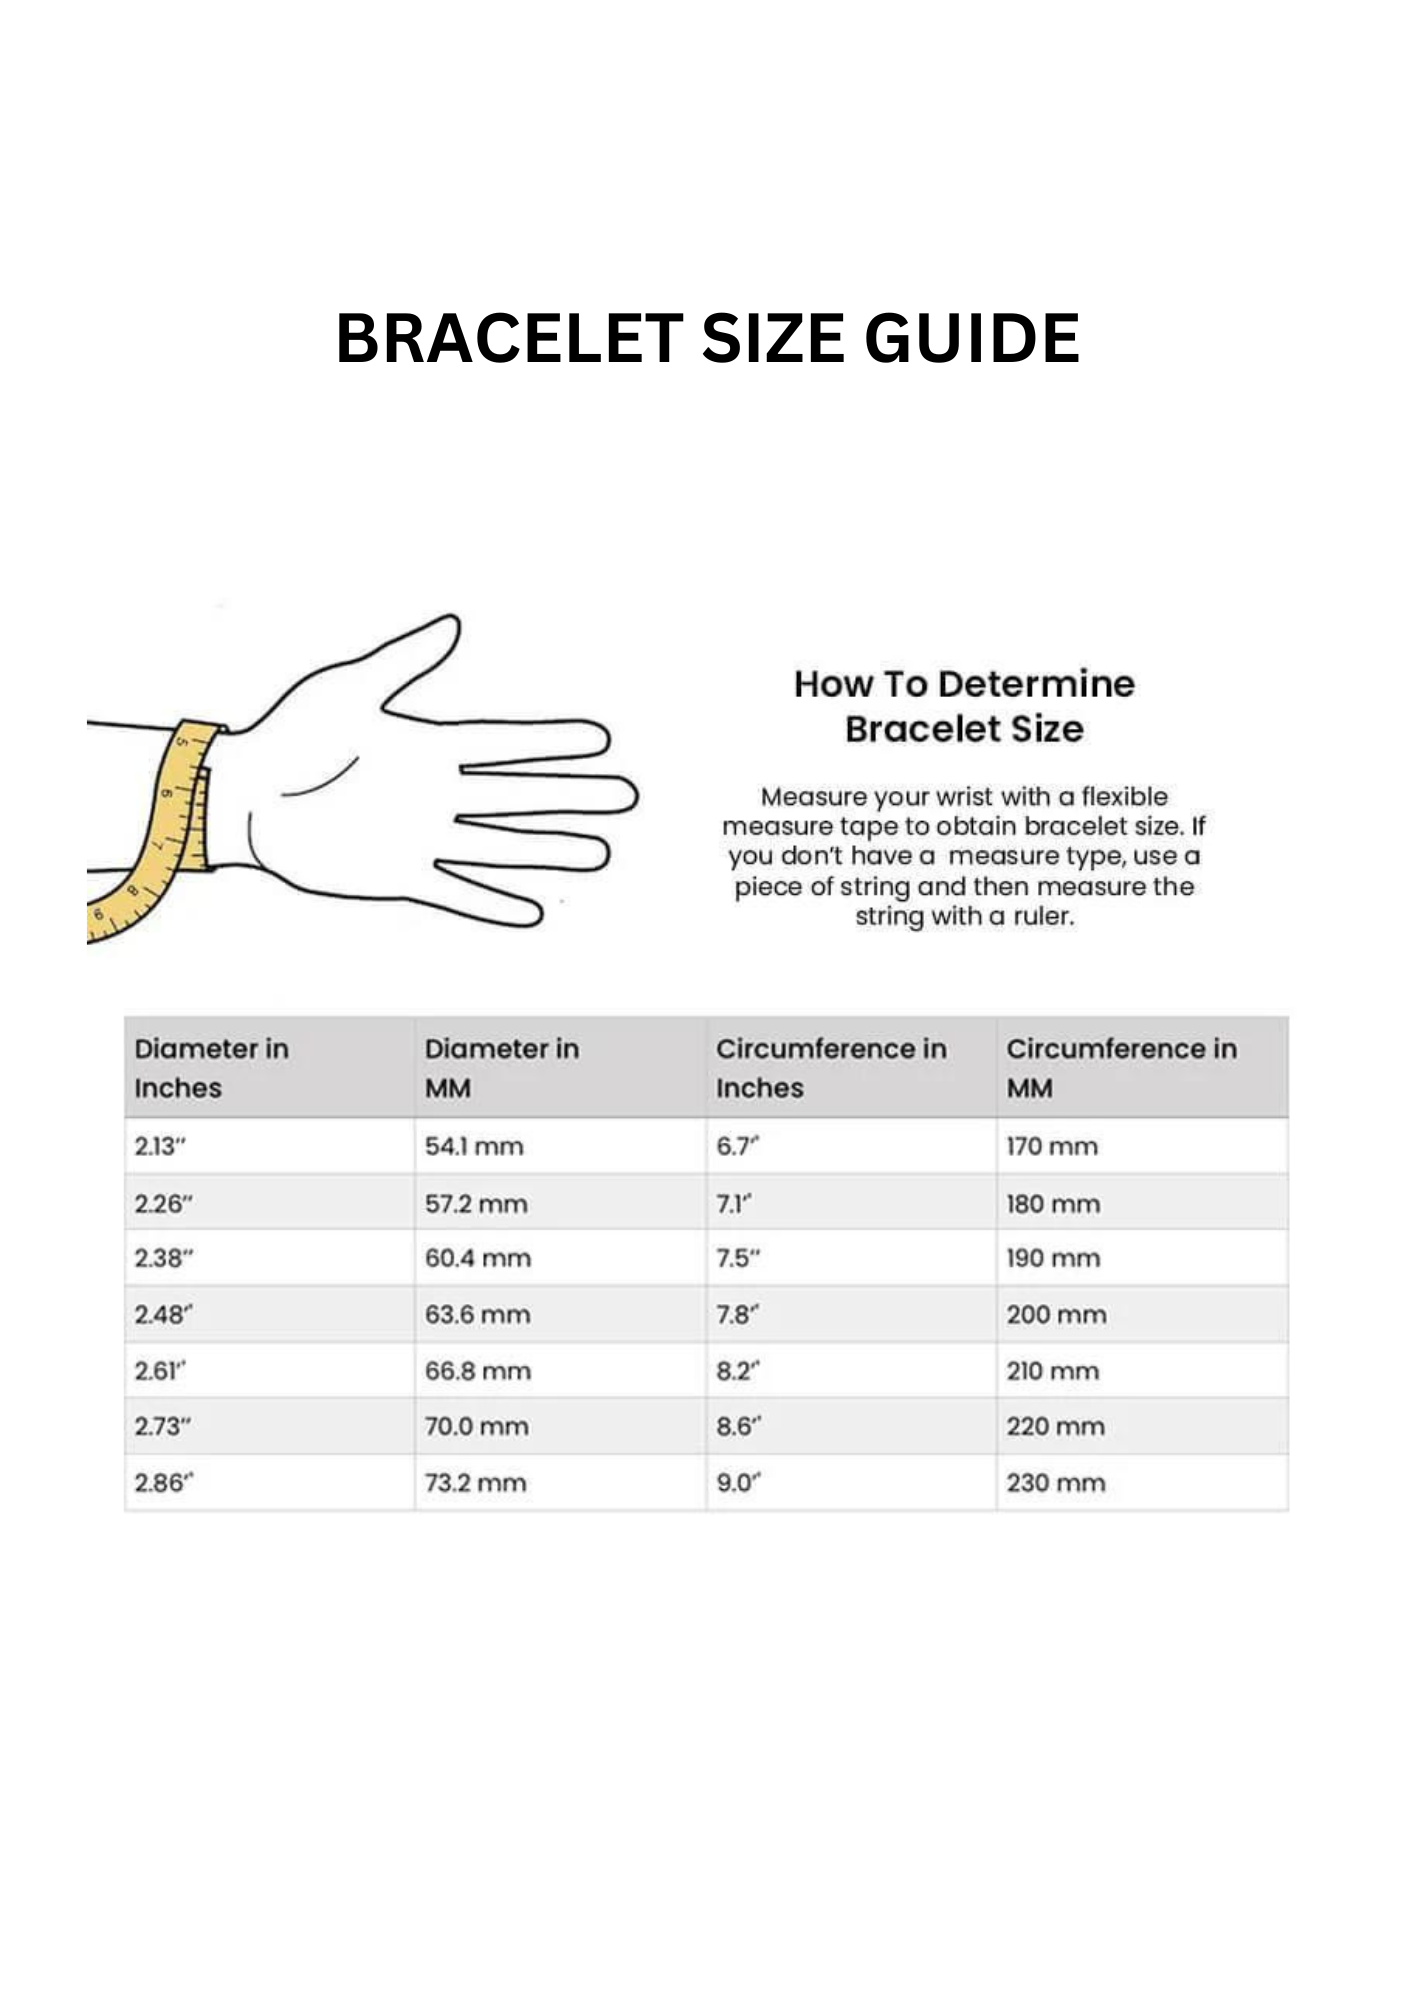 BRACELET SIZE GUIDE
How To Determine
Bracelet Size
Measure your wrist with a flexible
measure tape to obtain bracelet size. If
you don't have a measure type, use a
piece of string and then measure the
string with a ruler.
5
6
7
8
9
Diameter in Inches Diameter in MM Circumference in Inches Circumference in MM
2.13" 54.1 mm 6.7" 170 mm
2.26" 57.2 mm 7.1" 180 mm
2.38" 60.4 mm 7.5" 190 mm
2.48" 63.6 mm 7.8" 200 mm
2.61" 66.8 mm 8.2" 210 mm
2.73" 70.0 mm 8.6" 220 mm
2.86" 73.2 mm 9.0" 230 mm